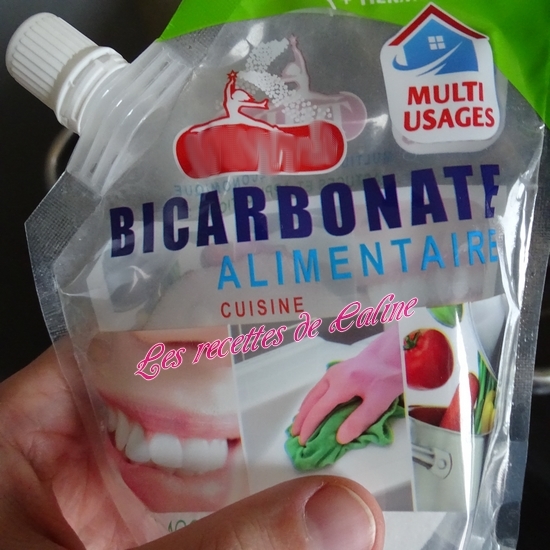 MULTI
USAGES
BICARBONATE
ALIMENTAIRE
CUISINE
Les recettes de Caline